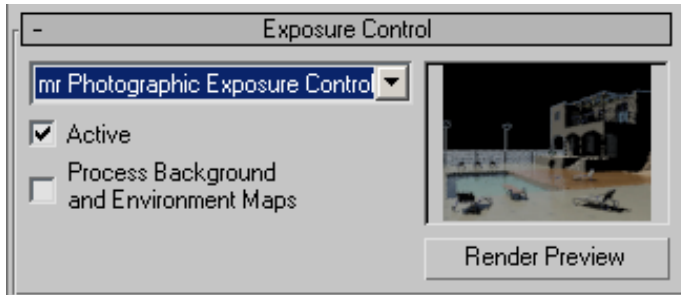 - Exposure Control
mr Photographic Exposure Control
Active
Process Background
and Environment Maps
Render Preview